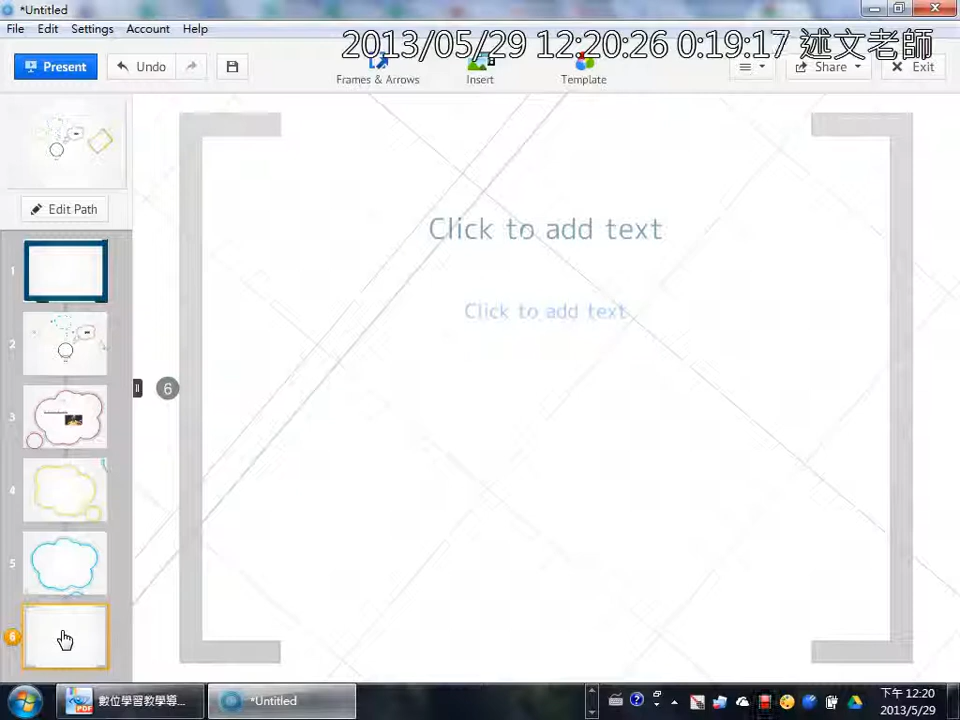 *Untitled
File Edit Settings Account Help
2013/05/29 12:20:26 0:19:17 述文老師
Present Undo Frames & Arrows Insert Template Share Exit
Edit Path
Click to add text
Click to add text
1
2
3
4
5
6
6
數位學習教學導... *Untitled
下午 12:20
2013/5/29